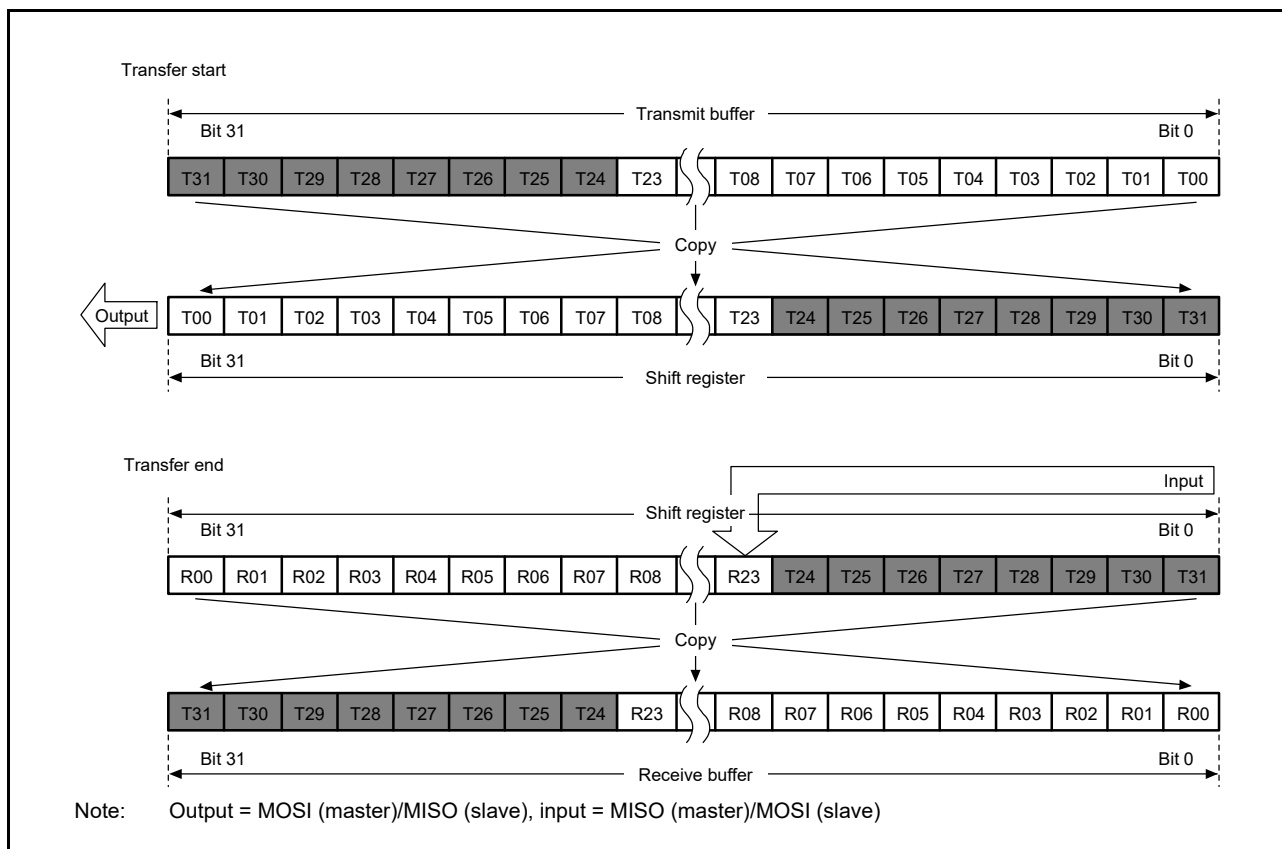 Transfer start
Transmit buffer
Bit 31 Bit 0
T31 T30 T29 T28 T27 T26 T25 T24 T23 T08 T07 T06 T05 T04 T03 T02 T01 T00
Copy
Output T00 T01 T02 T03 T04 T05 T06 T07 T08 T23 T24 T25 T26 T27 T28 T29 T30 T31
Bit 31 Bit 0
Shift register
Transfer end
Input
Shift register
Bit 31 Bit 0
R00 R01 R02 R03 R04 R05 R06 R07 R08 R23 T24 T25 T26 T27 T28 T29 T30 T31
Copy
T31 T30 T29 T28 T27 T26 T25 T24 R23 R08 R07 R06 R05 R04 R03 R02 R01 R00
Bit 31 Bit 0
Receive buffer
Note: Output = MOSI (master)/MISO (slave), input = MISO (master)/MOSI (slave)